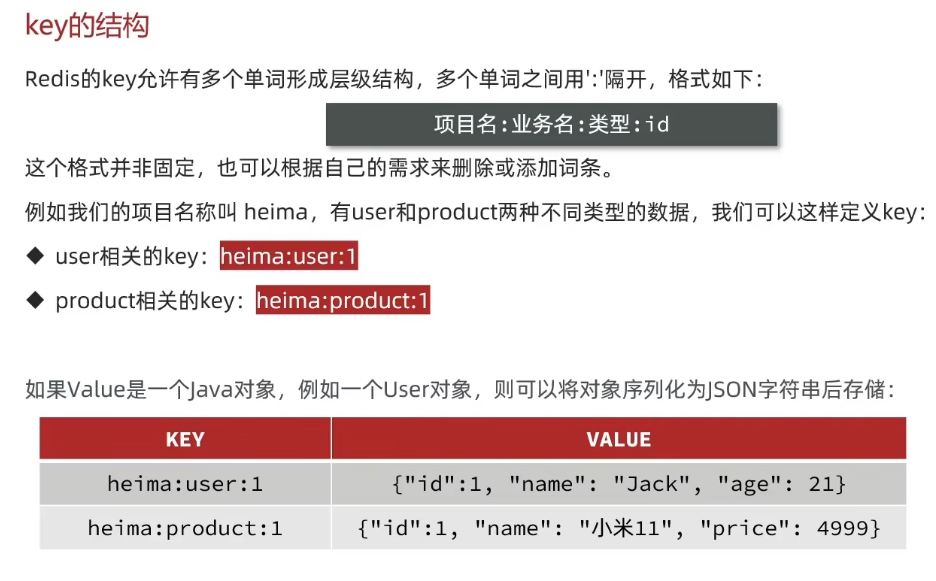 key的结构
Redis的key允许有多个单词形成层级结构，多个单词之间用':'隔开，格式如下：
项目名:业务名:类型:id
这个格式并非固定，也可以根据自己的需求来删除或添加词条。
例如我们的项目名称叫 heima，有user和product两种不同类型的数据，我们可以这样定义key：
◆ user相关的key：heima:user:1
◆ product相关的key：heima:product:1
如果Value是一个Java对象，例如一个User对象，则可以将对象序列化为JSON字符串后存储：
KEY VALUE
heima:user:1 {"id":1, "name": "Jack", "age": 21}
heima:product:1 {"id":1, "name": "小米11", "price": 4999}